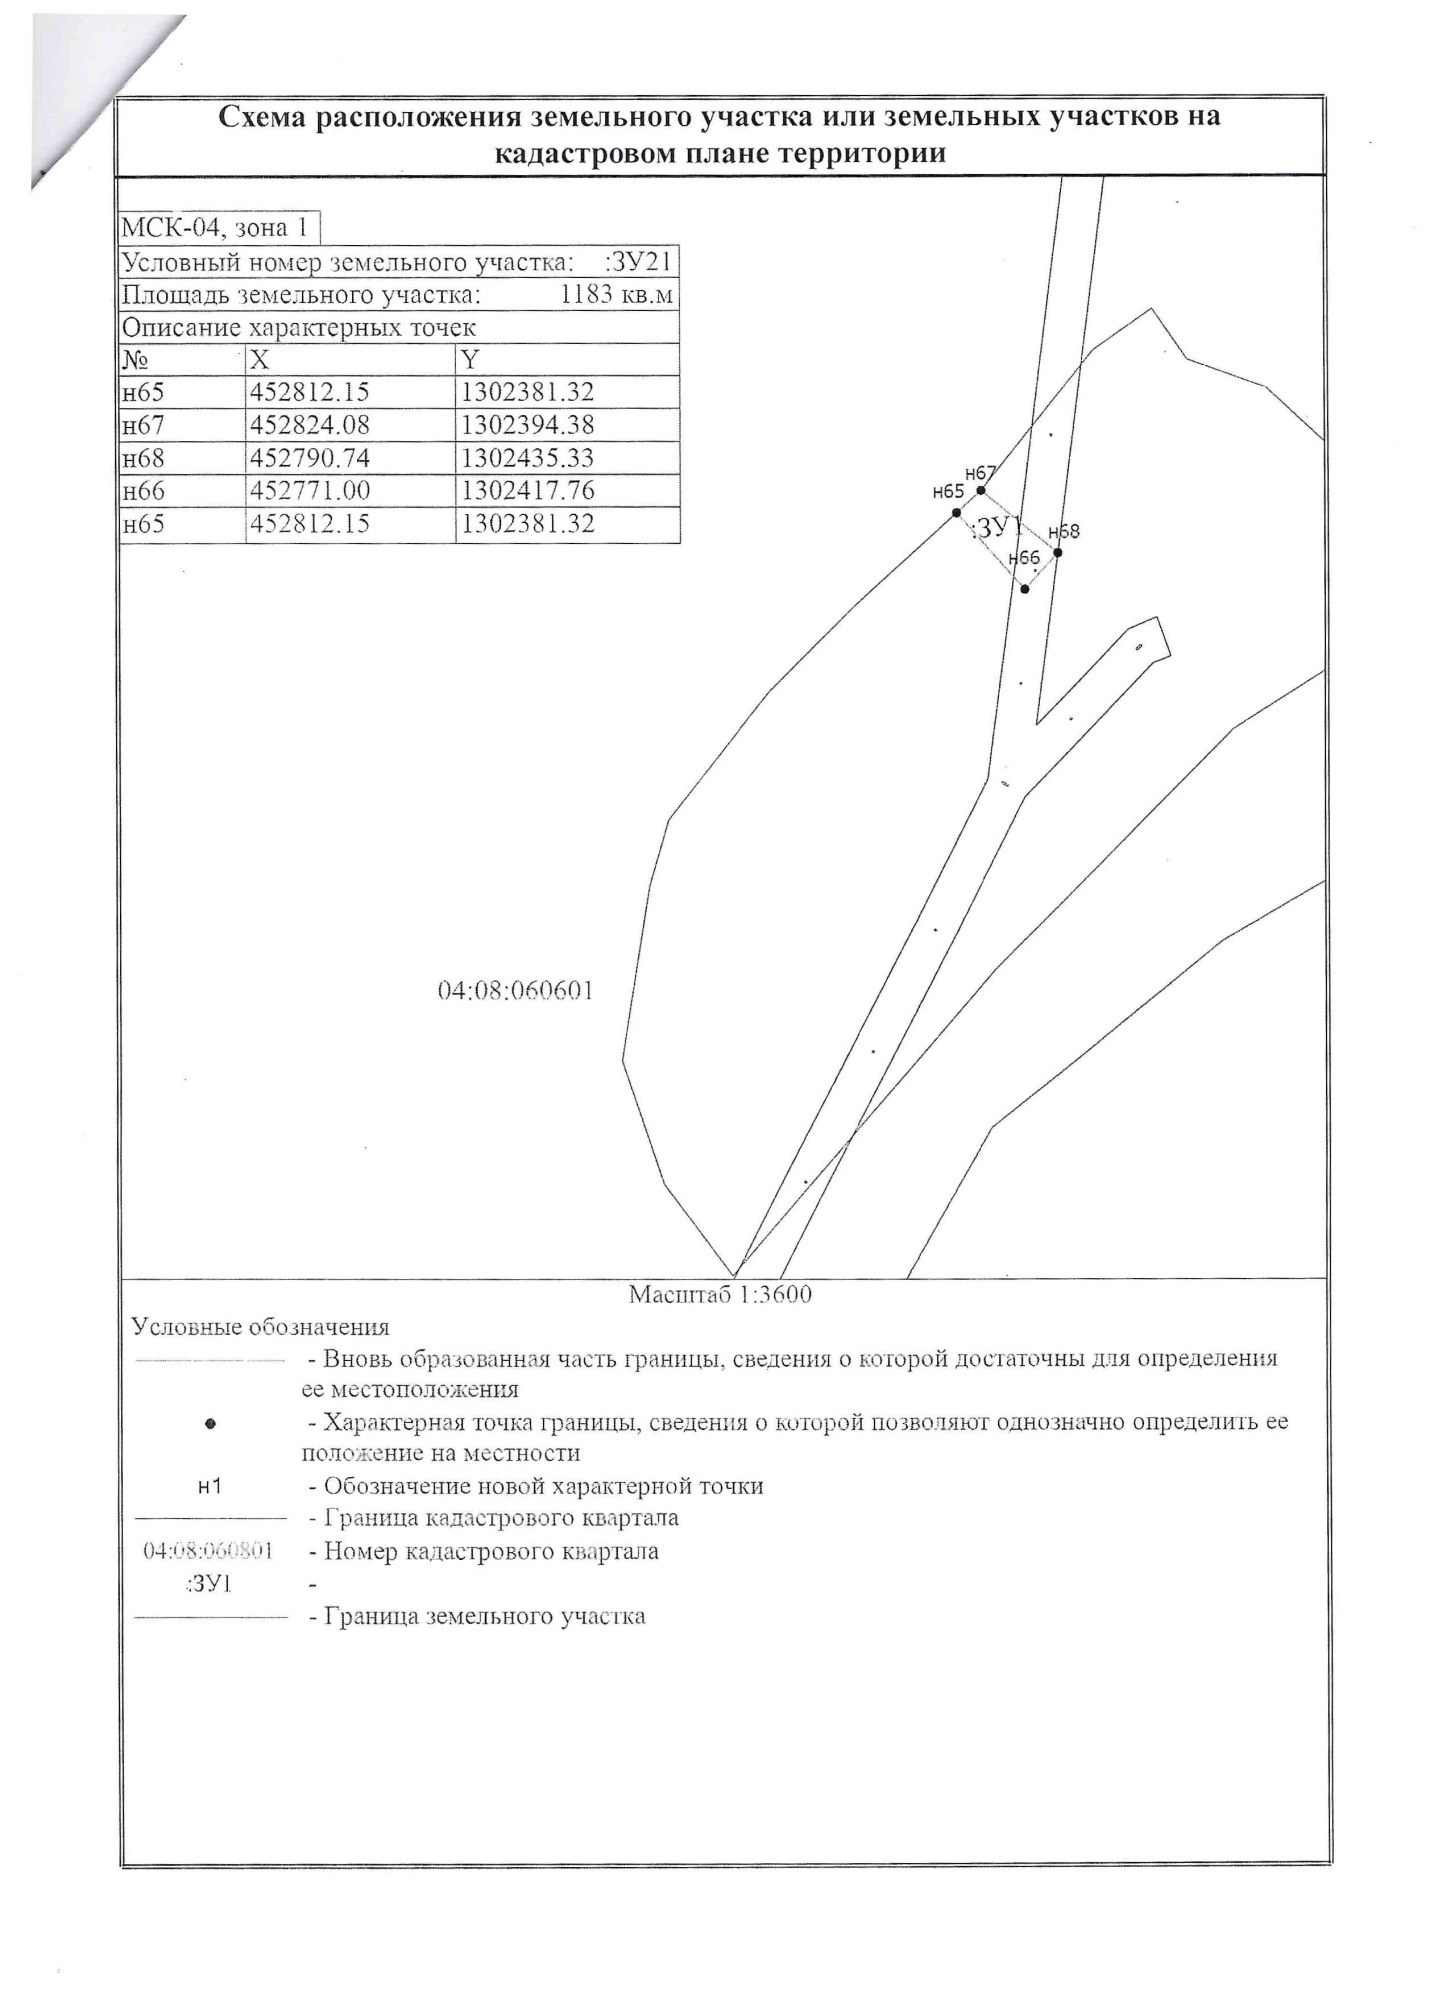 Схема расположения земельного участка или земельных участков на
кадастровом плане территории
МСК-04, зона 1
Условный номер земельного участка: :ЗУ21
Площадь земельного участка: 1183 кв.м
Описание характерных точек
№ X Y
н65 452812.15 1302381.32
н67 452824.08 1302394.38
н68 452790.74 1302435.33
н66 452771.00 1302417.76
н65 452812.15 1302381.32
н67
н65
:ЗУ1
н68
н66
04:08:060601
Масштаб 1:3600
Условные обозначения
- Вновь образованная часть границы, сведения о которой достаточны для определения
ее местоположения
- Характерная точка границы, сведения о которой позволяют однозначно определить ее
положение на местности
н1 - Обозначение новой характерной точки
- Граница кадастрового квартала
04:08:060801 - Номер кадастрового квартала
:ЗУ1 -
- Граница земельного участка